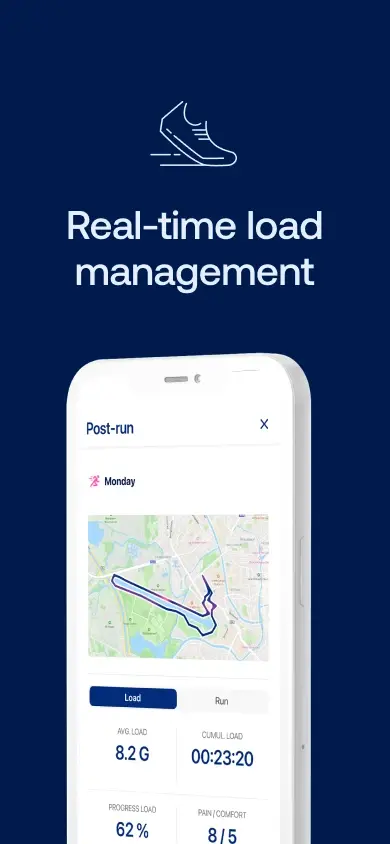 Real-time load
management
Post-run
X
Monday
Load
Run
AVG. LOAD
CUMUL. LOAD
8.2 G
00:23:20
PROGRESS LOAD
PAIN / COMFORT
62 %
8 / 5